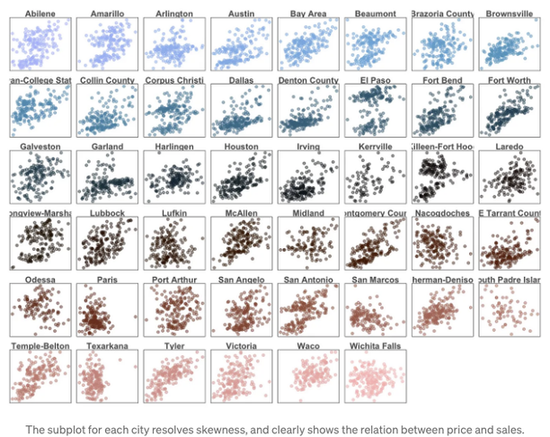 Abilene Amarillo Arlington Austin Bay Area Beaumont Brazoria County Brownsville
an-College Stat Collin County Corpus Christi Dallas Denton County El Paso Fort Bend Fort Worth
Galveston Garland Harlingen Houston Irving Kerrville Killeen-Fort Hoo Laredo
ongview-Marsha Lubbock Lufkin McAllen Midland ontgomery Coun Nacogdoches E Tarrant Count
Odessa Paris Port Arthur San Angelo San Antonio San Marcos herman-Deniso outh Padre Islan
Temple-Belton Texarkana Tyler Victoria Waco Wichita Falls
The subplot for each city resolves skewness, and clearly shows the relation between price and sales.